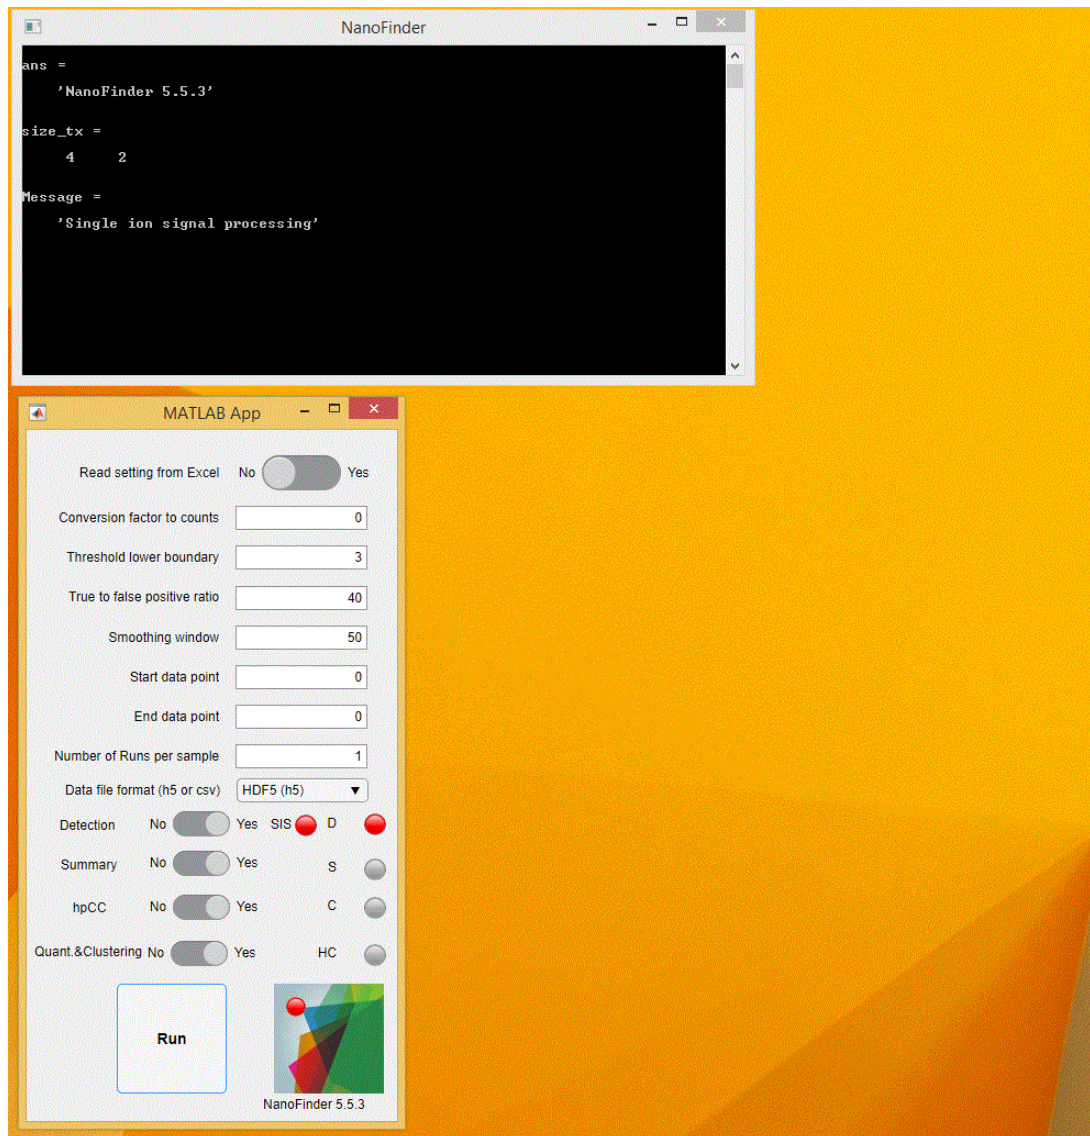 NanoFinder
ans =
'NanoFinder 5.5.3'
size_tx =
4 2
Message =
'Single ion signal processing'
MATLAB App
Read setting from Excel No Yes
Conversion factor to counts 0
Threshold lower boundary 3
True to false positive ratio 40
Smoothing window 50
Start data point 0
End data point 0
Number of Runs per sample 1
Data file format (h5 or csv) HDF5 (h5)
Detection No Yes SIS D
Summary No Yes S
hpCC No Yes C
Quant.&Clustering No Yes HC
Run
NanoFinder 5.5.3